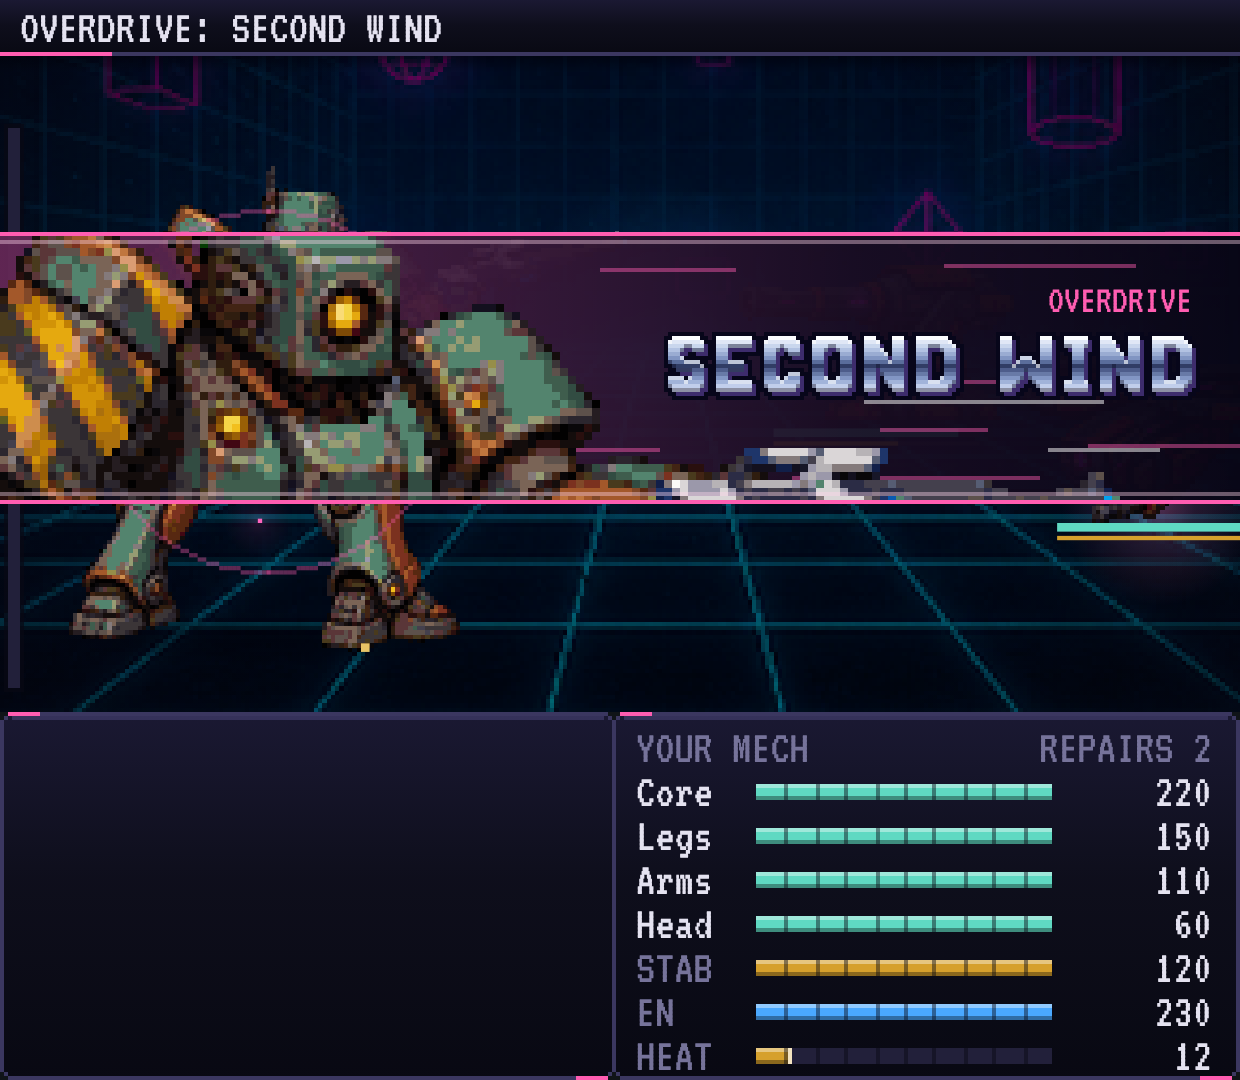 OVERDRIVE: SECOND WIND
OVERDRIVE
SECOND WIND
YOUR MECH REPAIRS 2
Core 220
Legs 150
Arms 110
Head 60
STAB 120
EN 230
HEAT 12